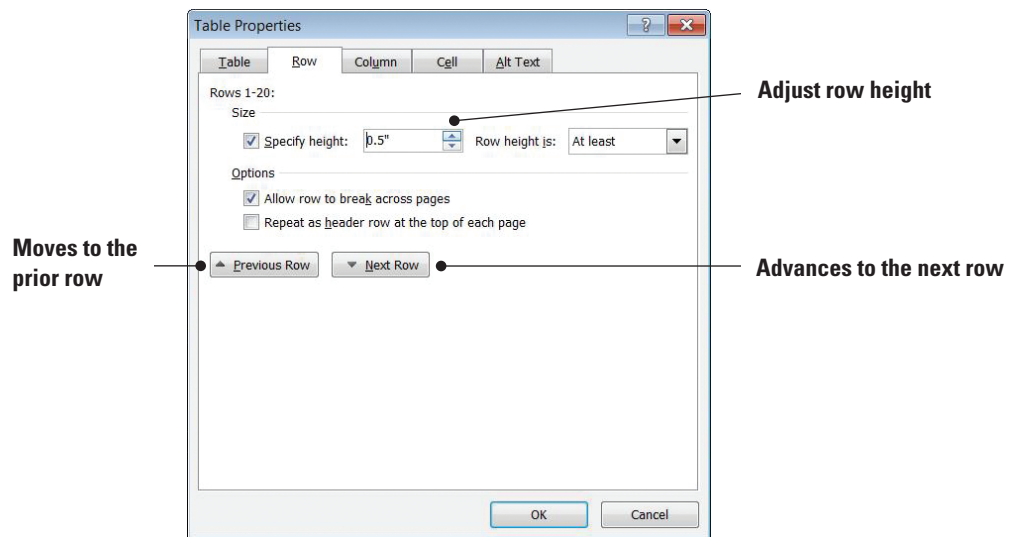 Table Properties
Table Row Column Cell Alt Text
Rows 1-20:
Size
Specify height: 0.5" Row height is: At least
Adjust row height
Options
Allow row to break across pages
Repeat as header row at the top of each page
Moves to the
prior row
Previous Row Next Row
Advances to the next row
OK Cancel